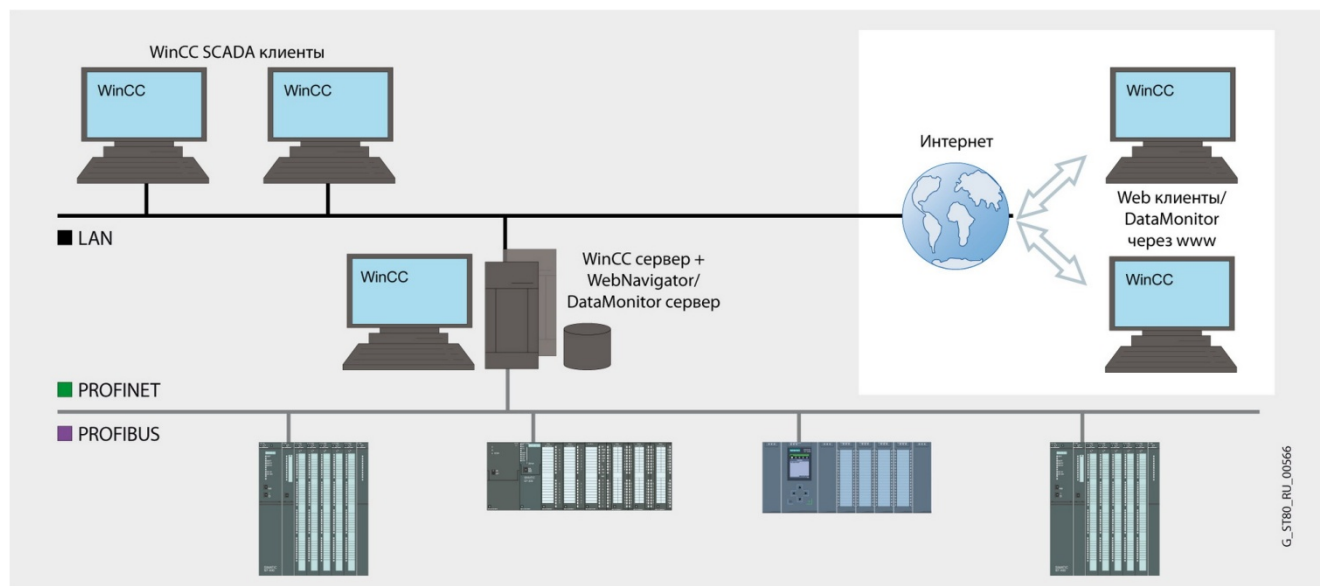 WinCC SCADA клиенты
WinCC
WinCC
WinCC
Интернет
Web клиенты/
DataMonitor
через www
WinCC
LAN
WinCC
WinCC сервер +
WebNavigator/
DataMonitor сервер
PROFINET
PROFIBUS
G_ST80_RU_00566